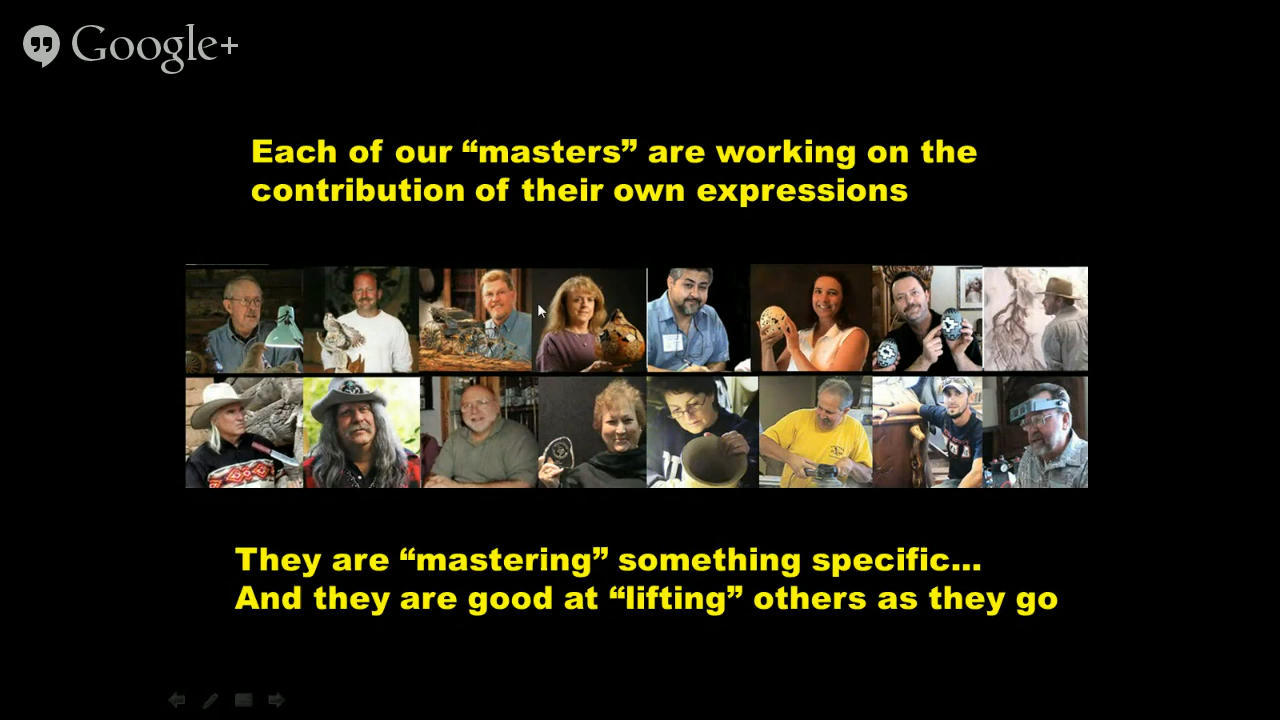 Google+
Each of our “masters” are working on the
contribution of their own expressions
They are “mastering” something specific...
And they are good at “lifting” others as they go